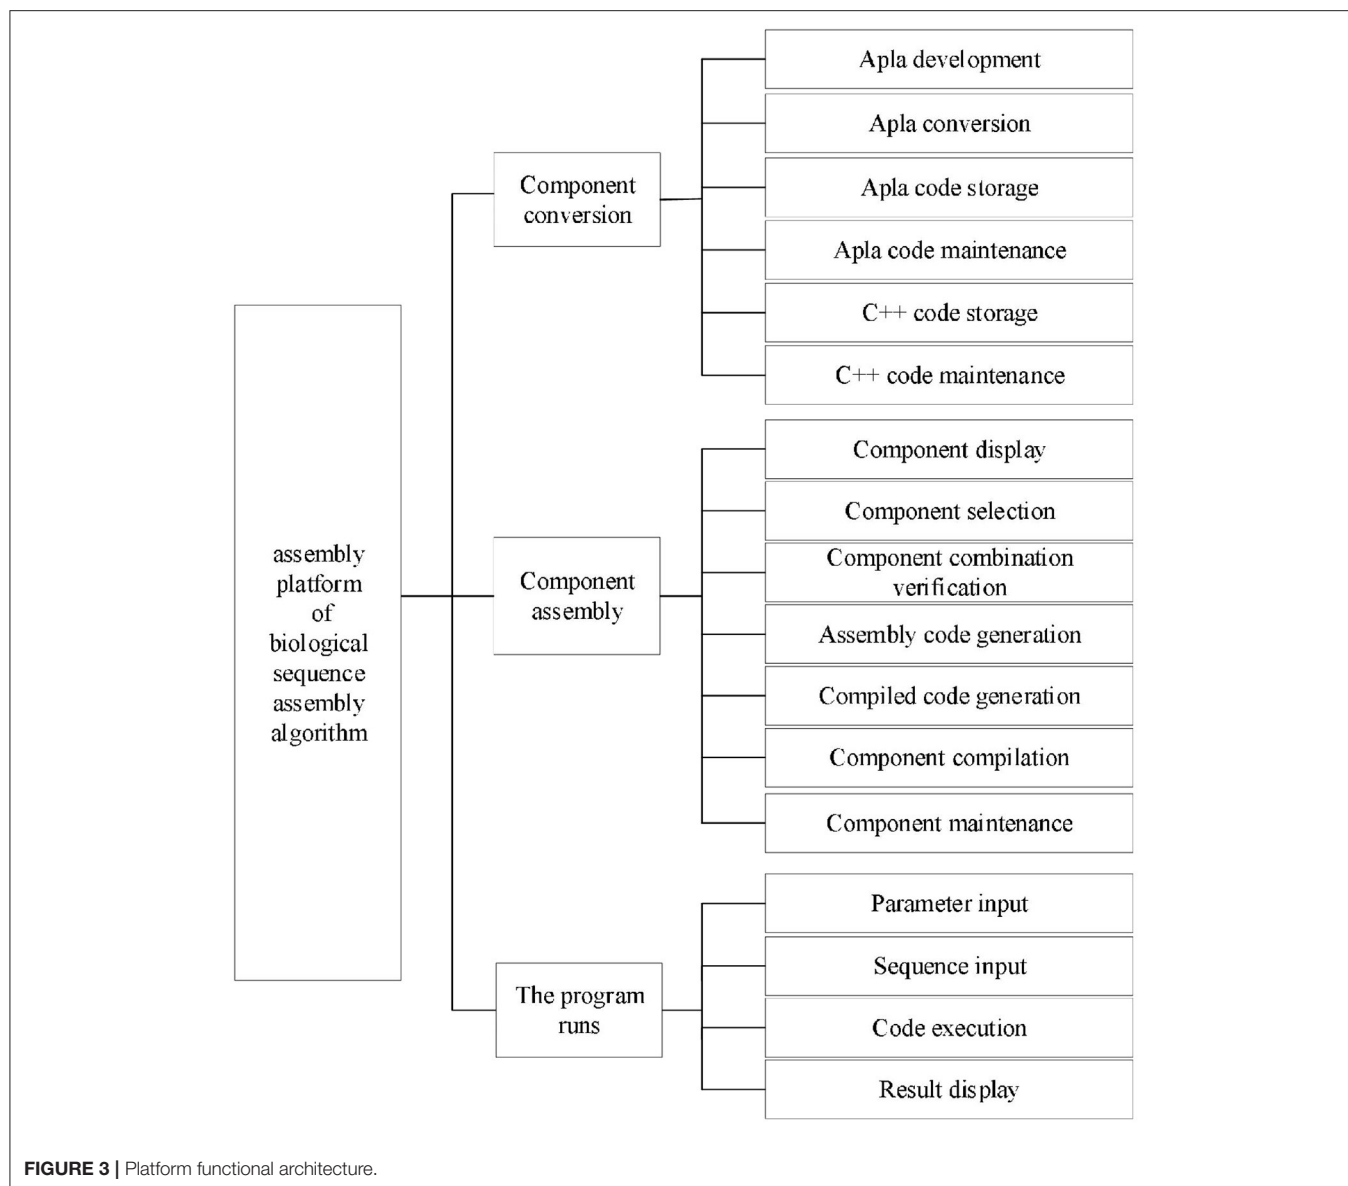 assembly
platform
of
biological
sequence
assembly
algorithm
Component
conversion
Apla development
Apla conversion
Apla code storage
Apla code maintenance
C++ code storage
C++ code maintenance
Component
assembly
Component display
Component selection
Component combination
verification
Assembly code generation
Compiled code generation
Component compilation
Component maintenance
The program
runs
Parameter input
Sequence input
Code execution
Result display
FIGURE 3 | Platform functional architecture.